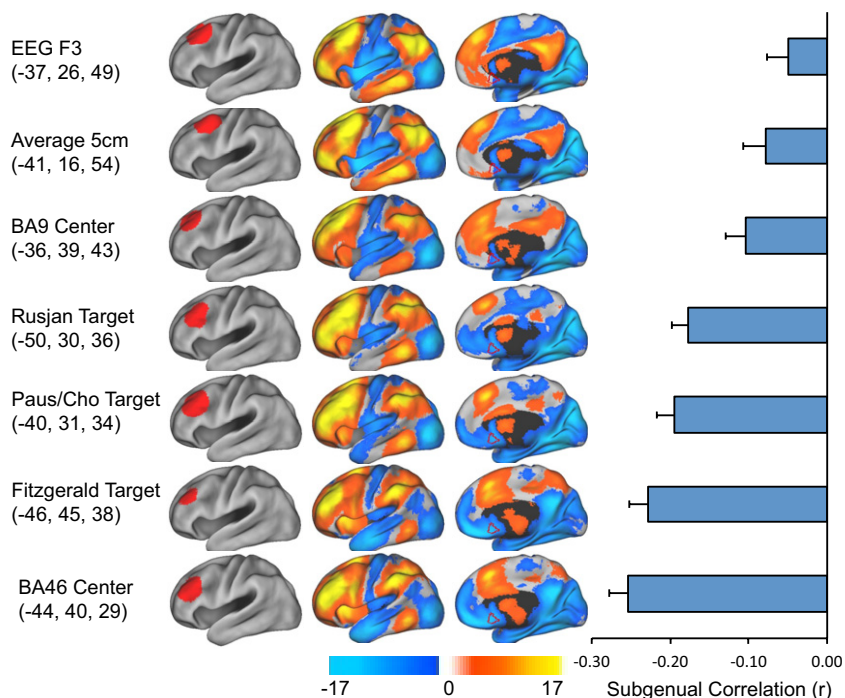 EEG F3
(-37, 26, 49)
Average 5cm
(-41, 16, 54)
BA9 Center
(-36, 39, 43)
Rusjan Target
(-50, 30, 36)
Paus/Cho Target
(-40, 31, 34)
Fitzgerald Target
(-46, 45, 38)
BA46 Center
(-44, 40, 29)
-17 0 17
-0.30 -0.20 -0.10 0.00
Subgenual Correlation (r)